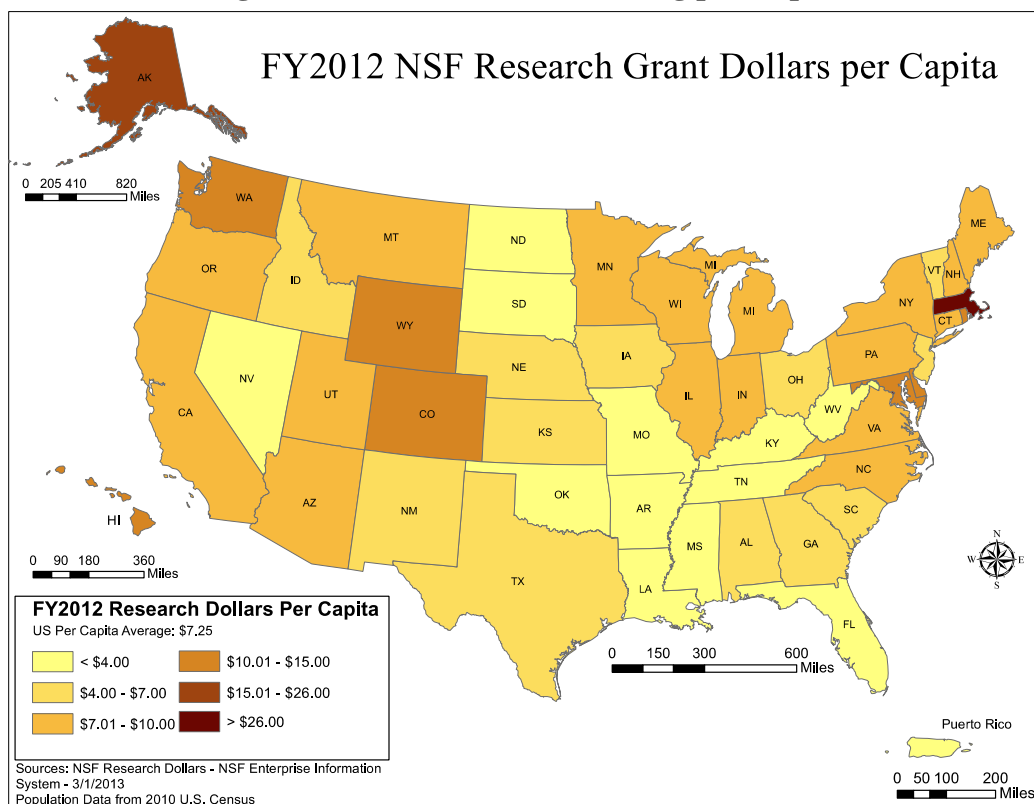 FY2012 NSF Research Grant Dollars per Capita
AK
0 205 410 820
Miles
WA
MT
ND
MN
ME
OR
ID
SD
WI
MI
MI
VT
NH
NY
WY
CT
NV
UT
CO
NE
IA
IL
IN
OH
PA
CA
KS
MO
WV
VA
KY
NC
TN
AZ
NM
OK
AR
SC
MS
AL
GA
HI
TX
LA
FL
N
W E
S
0 90 180 360
Miles
0 150 300 600
Miles
FY2012 Research Dollars Per Capita
US Per Capita Average: $7.25
< $4.00 $10.01 - $15.00
$4.00 - $7.00 $15.01 - $26.00
$7.01 - $10.00 > $26.00
Puerto Rico
0 50 100 200
Miles
Sources: NSF Research Dollars - NSF Enterprise Information
System - 3/1/2013
Population Data from 2010 U.S. Census